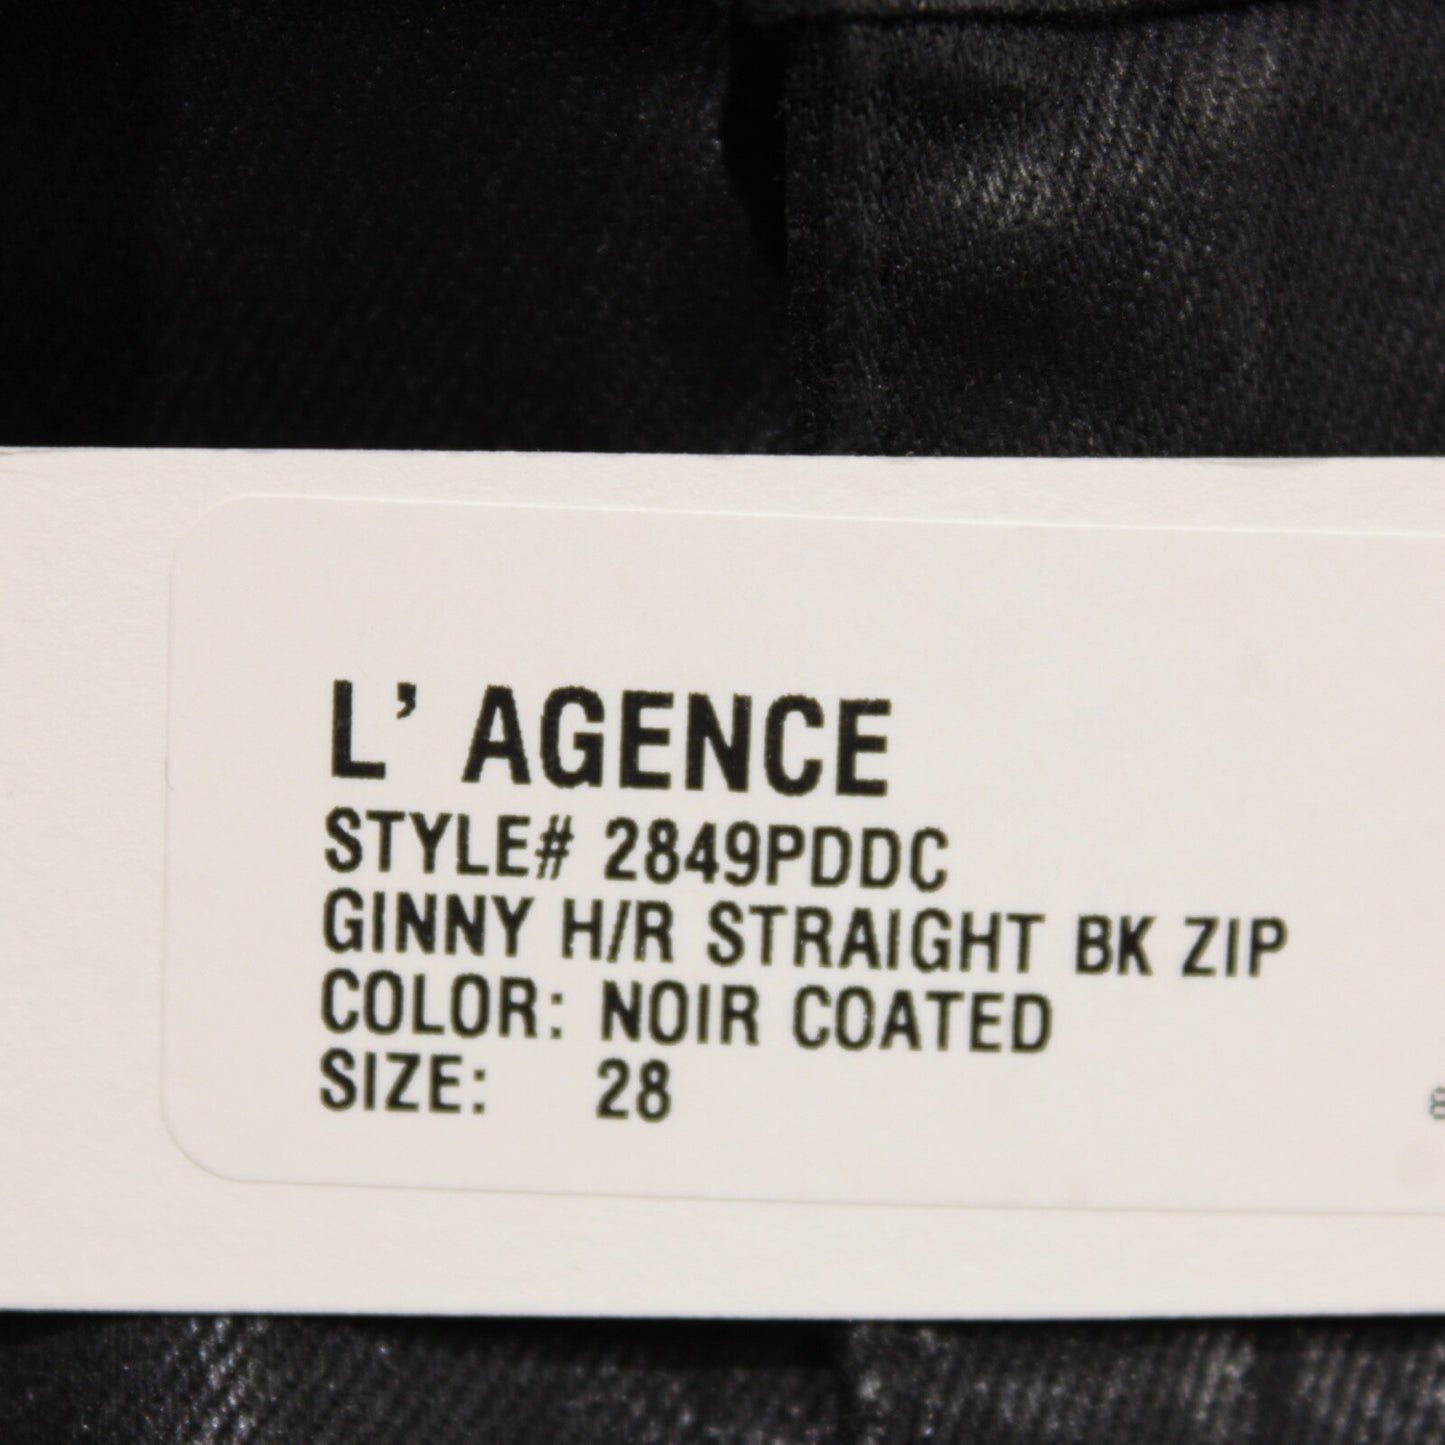 L' AGENCE
STYLE# 2849PDDC
GINNY H/R STRAIGHT BK ZIP
COLOR: NOIR COATED
SIZE: 28